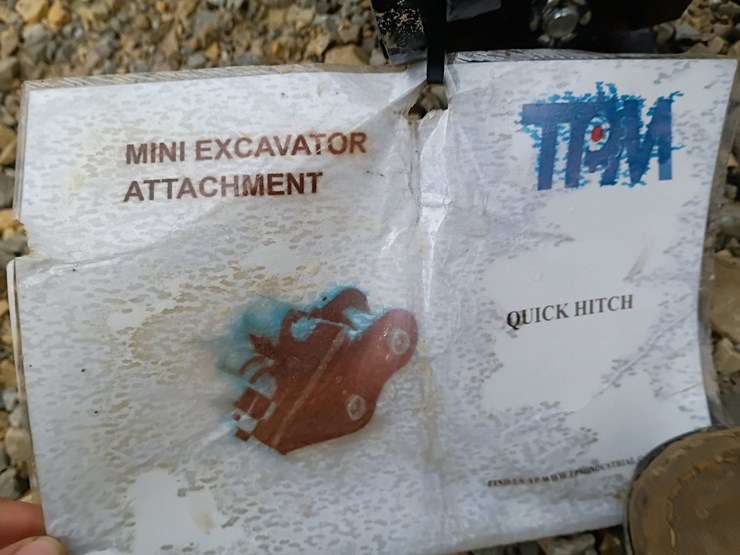 MINI EXCAVATOR
ATTACHMENT
TPM
QUICK HITCH